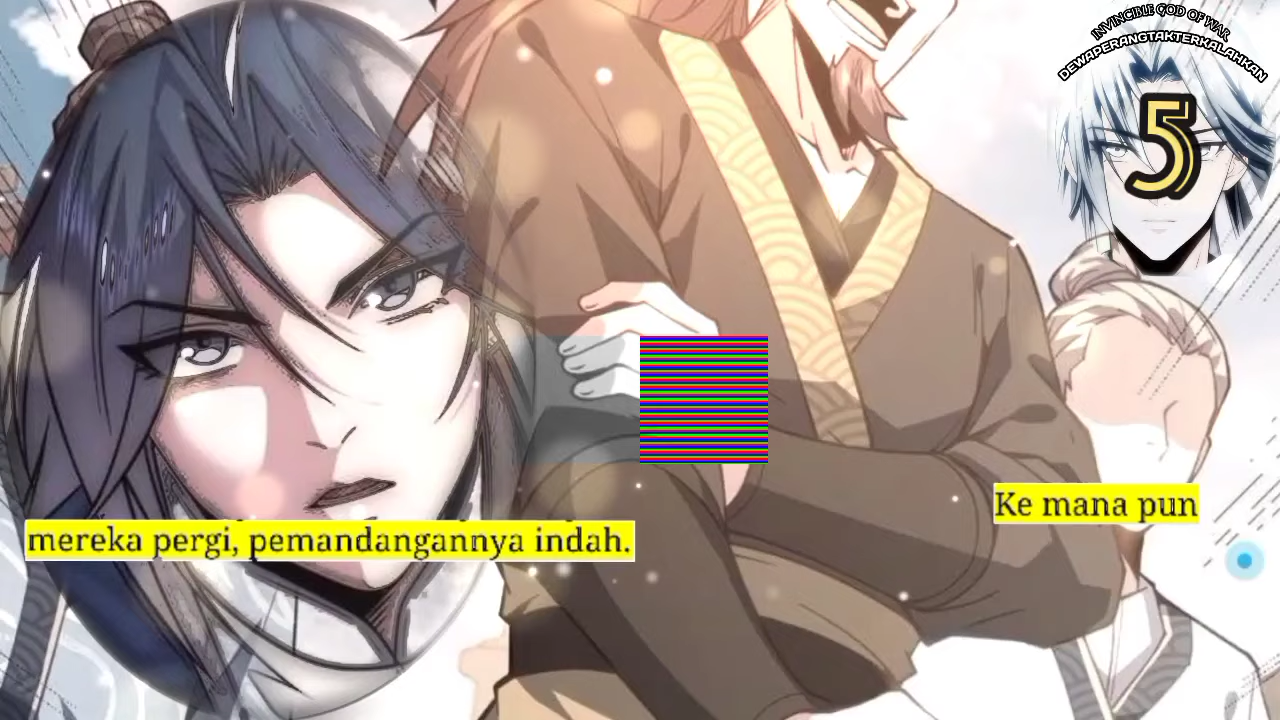 INVINCIBLE GOD OF WAR
DEWAPERANGTAKTERKALAHKAN
5
Ke mana pun
mereka pergi, pemandangannya indah.